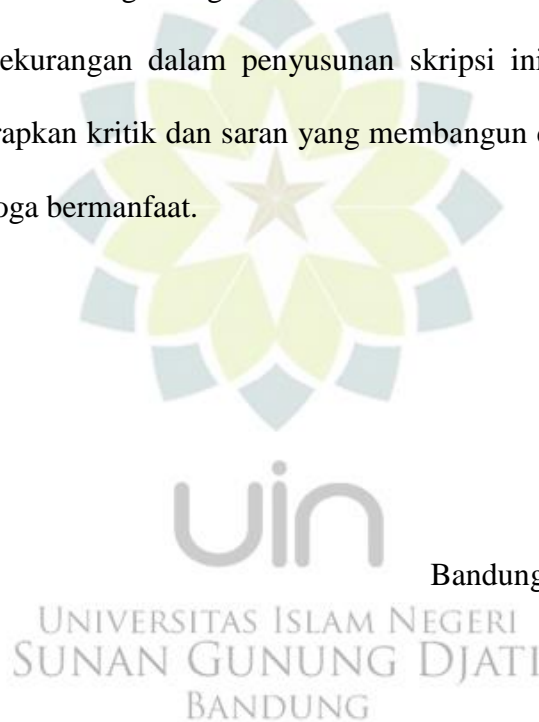 ekurangan dalam penyusunan skripsi ini
rapkan kritik dan saran yang membangun
oga bermanfaat.
uin
Bandung
UNIVERSITAS ISLAM NEGERI
SUNAN GUNUNG DJATI
BANDUNG